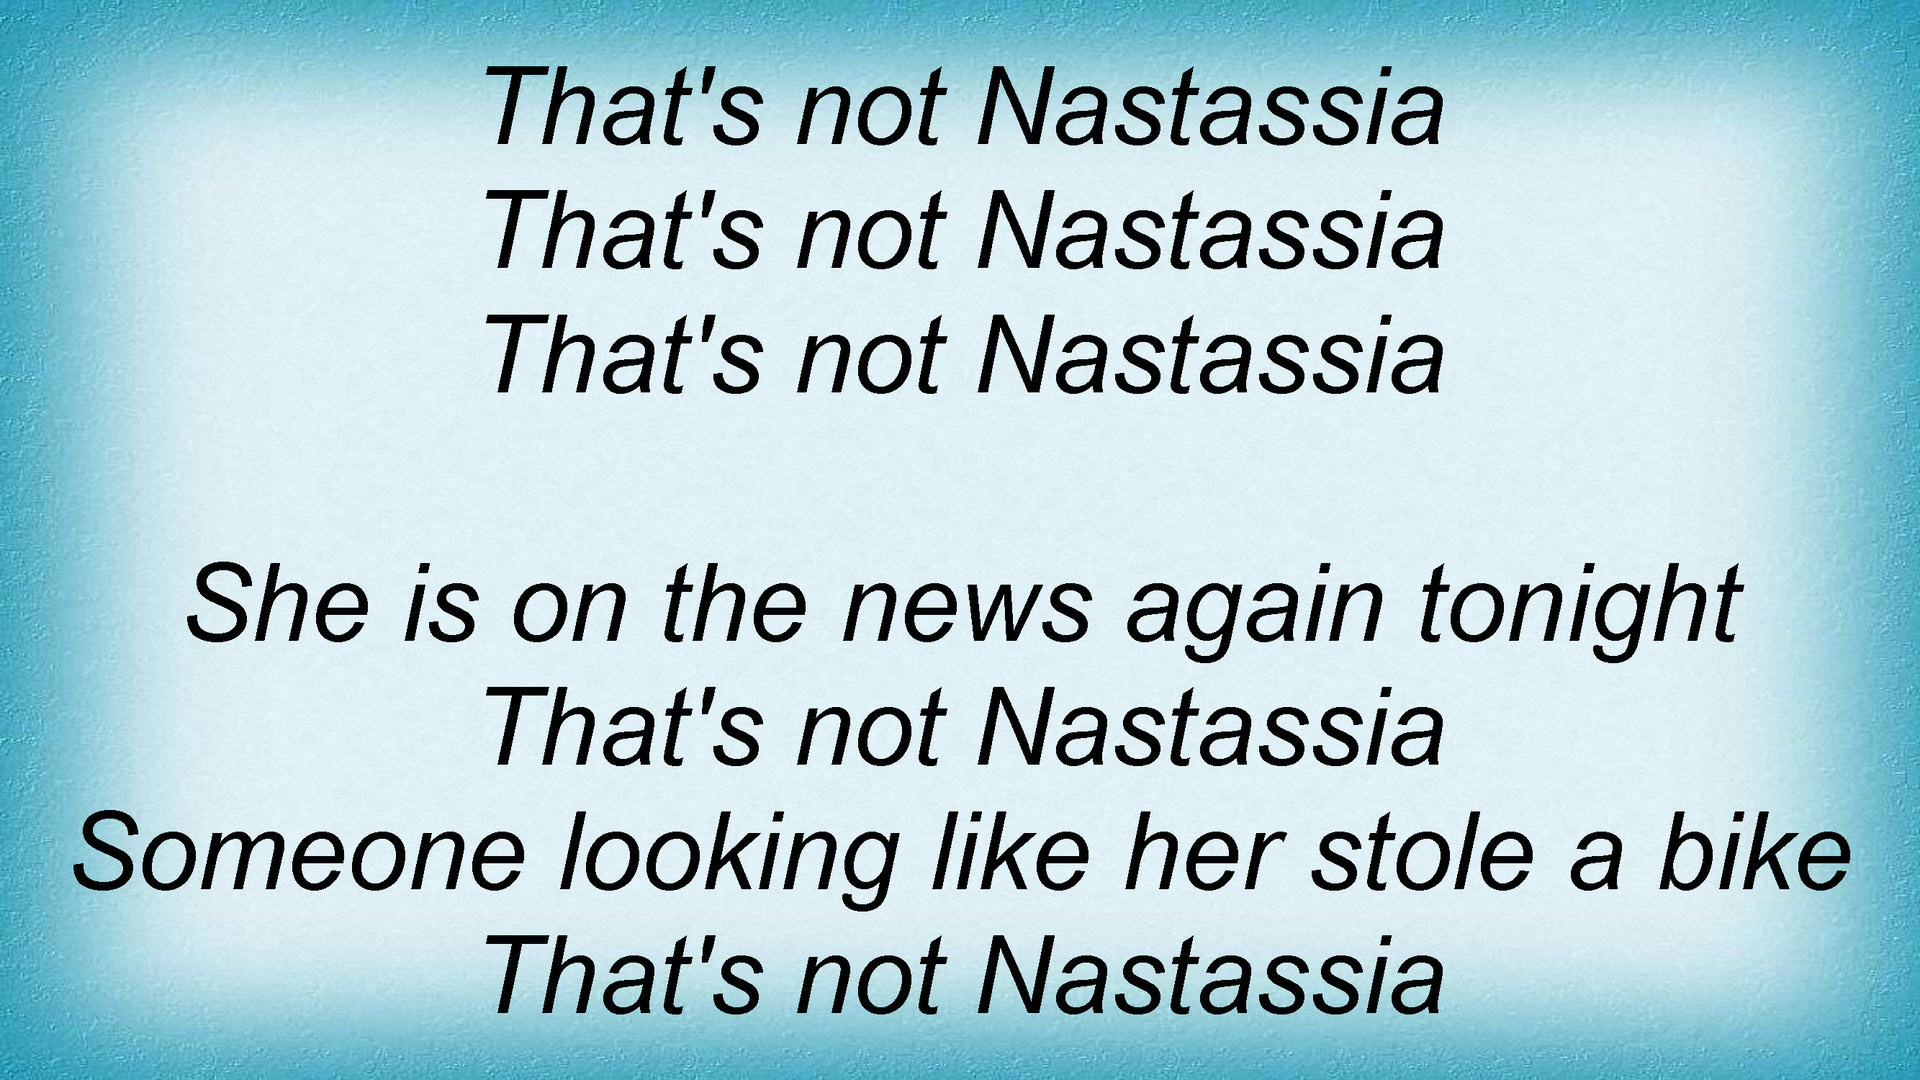 That's not Nastassia
That's not Nastassia
That's not Nastassia
She is on the news again tonight
That's not Nastassia
Someone looking like her stole a bike
That's not Nastassia